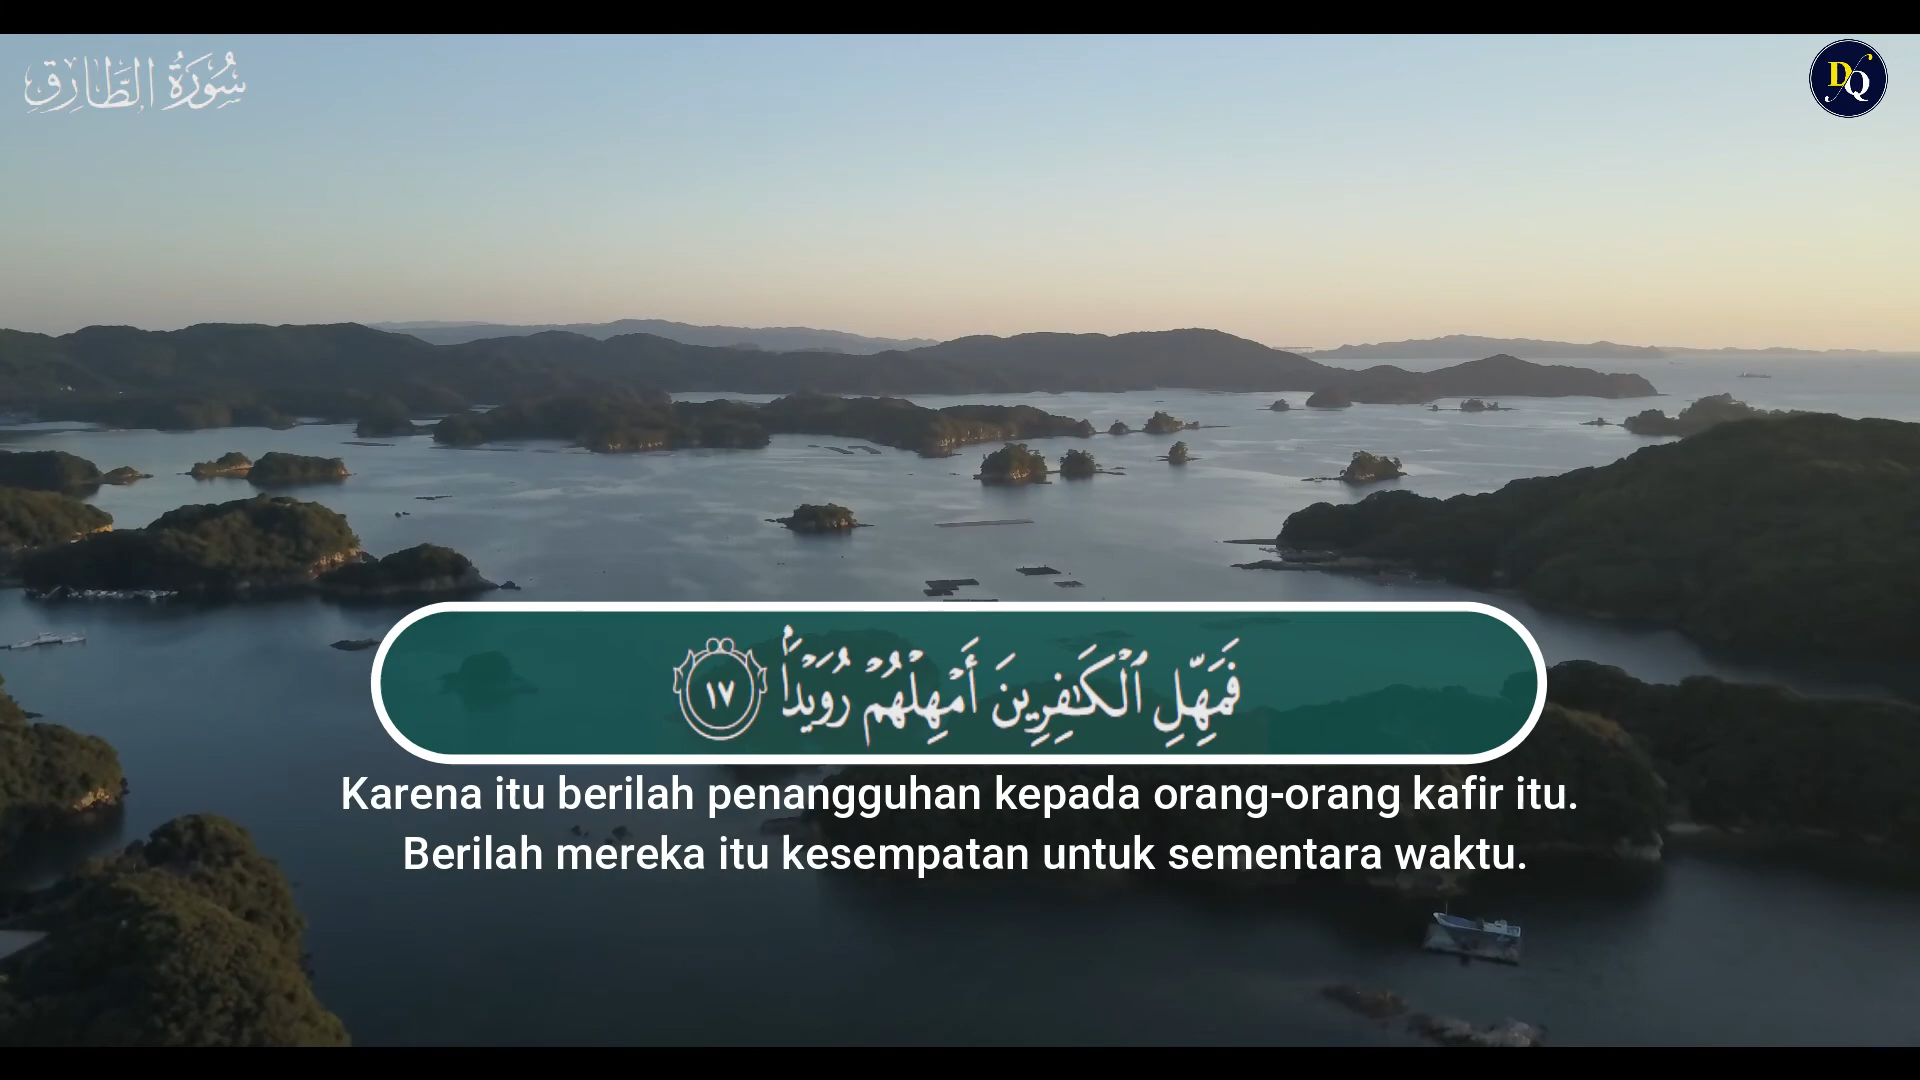 سُورَةُ الطَّارِقِ
DQ
فَمَهِّلِ ٱلْكَـٰفِرِينَ أَمْهِلْهُمْ رُوَيْدًۢا ١٧
Karena itu berilah penangguhan kepada orang-orang kafir itu.
Berilah mereka itu kesempatan untuk sementara waktu.